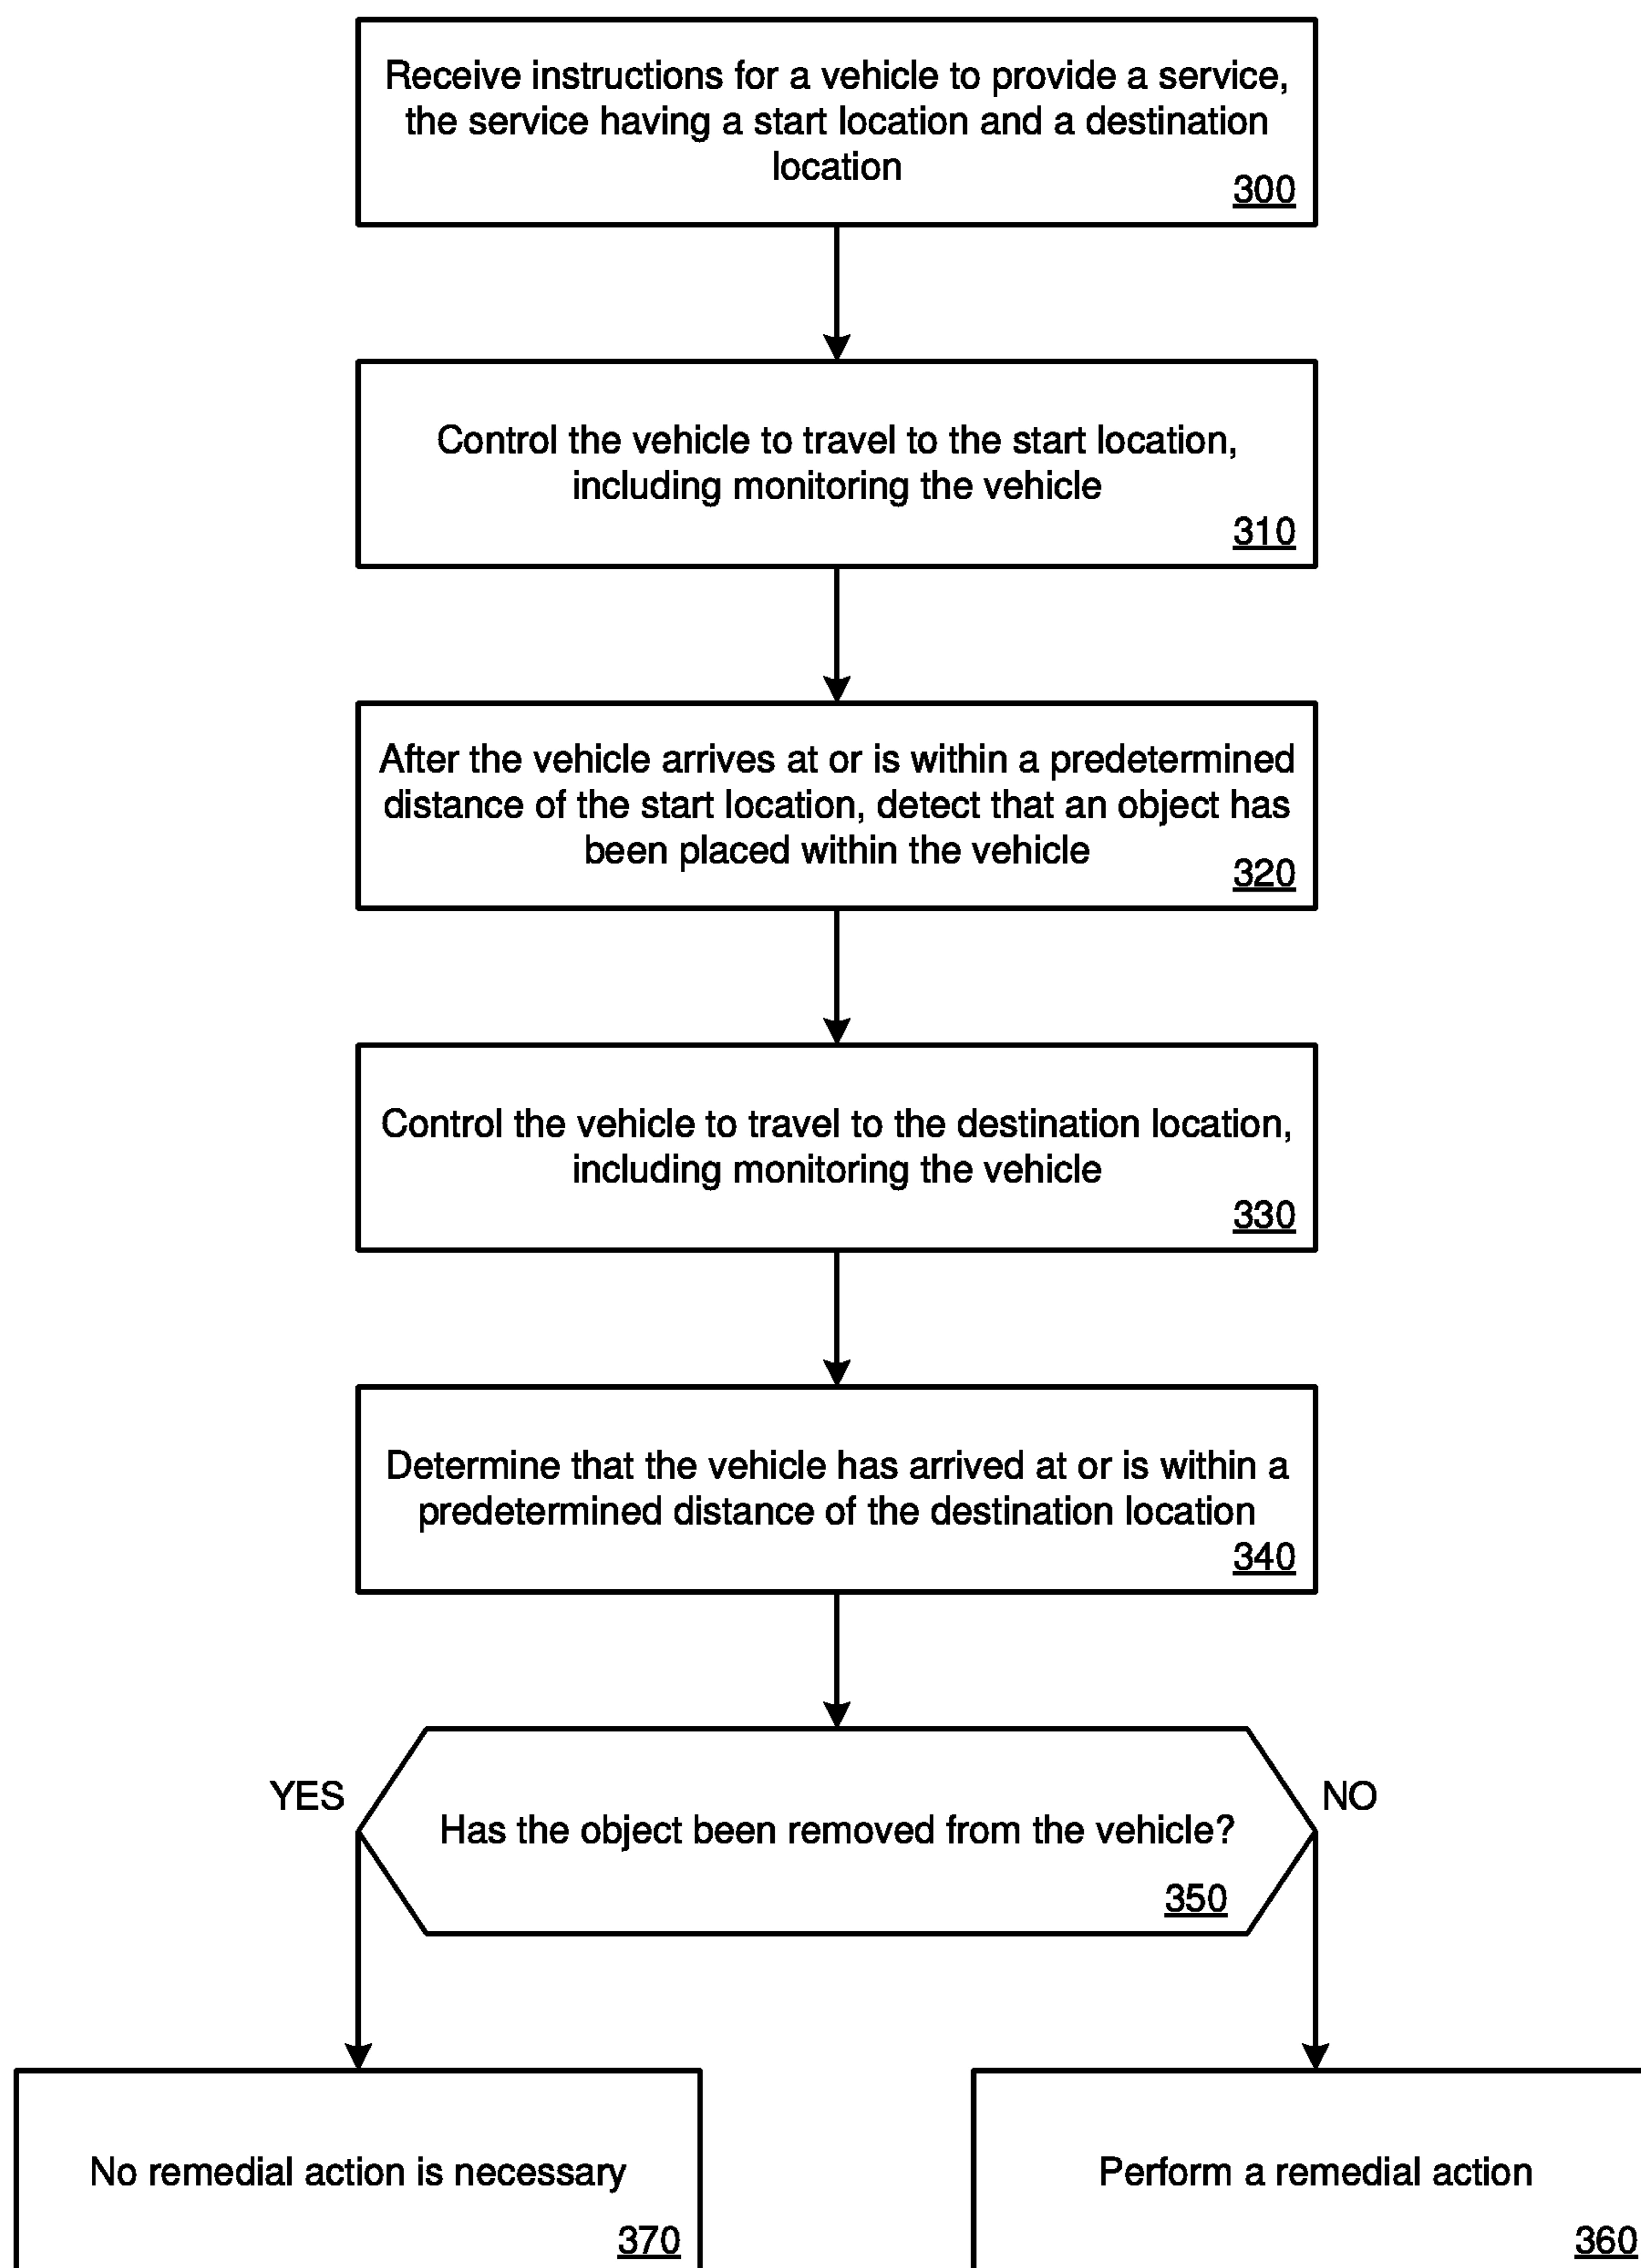 Receive instructions for a vehicle to provide a service,
the service having a start location and a destination
location
300
Control the vehicle to travel to the start location,
including monitoring the vehicle
310
After the vehicle arrives at or is within a predetermined
distance of the start location, detect that an object has
been placed within the vehicle
320
Control the vehicle to travel to the destination location,
including monitoring the vehicle
330
Determine that the vehicle has arrived at or is within a
predetermined distance of the destination location
340
YES
NO
Has the object been removed from the vehicle?
350
No remedial action is necessary
370
Perform a remedial action
360